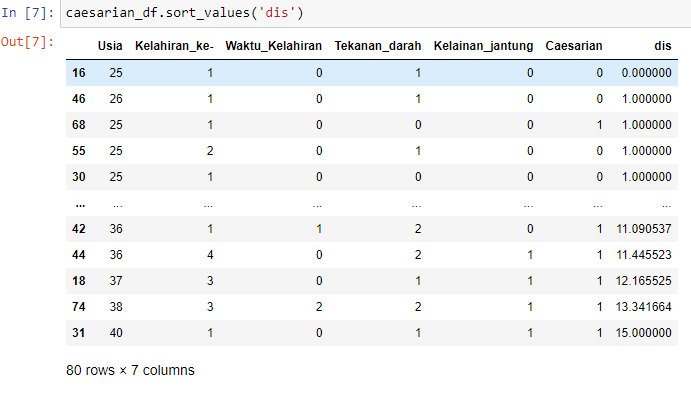 In [7]: caesarian_df.sort_values('dis')
Out[7]:
Usia Kelahiran_ke- Waktu_Kelahiran Tekanan_darah Kelainan_jantung Caesarian dis
16 25 1 0 1 0 0 0.000000
46 26 1 0 1 0 0 1.000000
68 25 1 0 0 0 1 1.000000
55 25 2 0 1 0 0 1.000000
30 25 1 0 0 0 0 1.000000
... ... ... ... ... ... ... ...
42 36 1 1 2 0 1 11.090537
44 36 4 0 2 1 1 11.445523
18 37 3 0 1 1 1 12.165525
74 38 3 2 2 1 1 13.341664
31 40 1 0 1 1 1 15.000000
80 rows × 7 columns